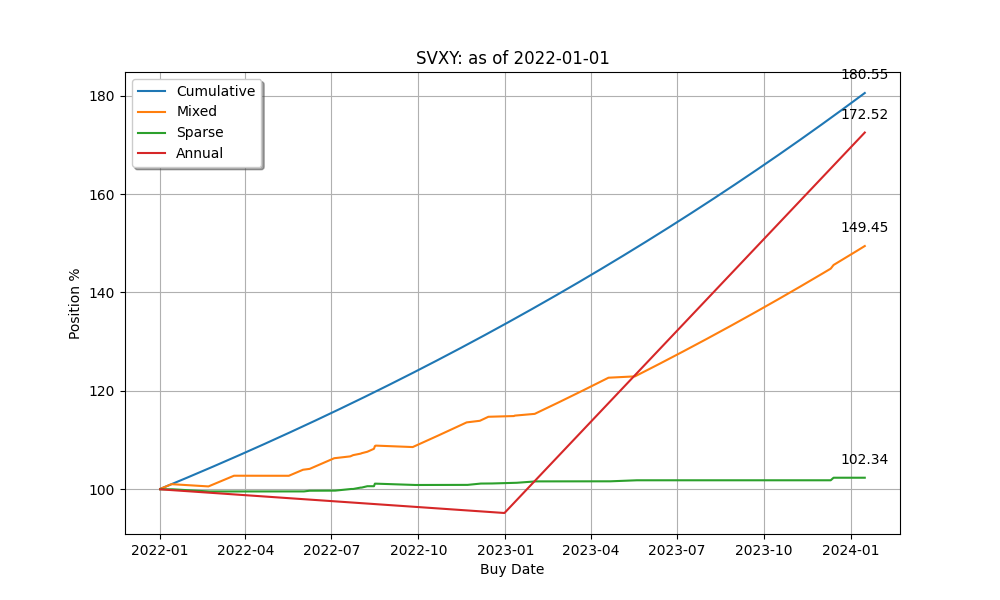 SVXY: as of 2022-01-01
180.55
Cumulative
Mixed
Sparse
Annual
172.52
149.45
102.34
180
160
140
120
100
Position %
2022-01 2022-04 2022-07 2022-10 2023-01 2023-04 2023-07 2023-10 2024-01
Buy Date